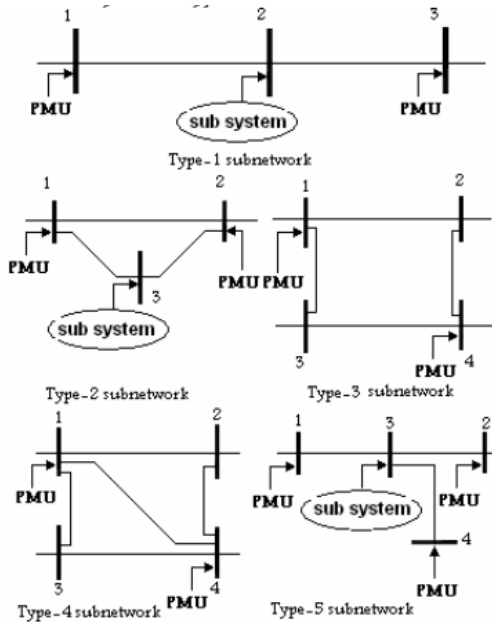 1 2 3
PMU PMU
sub system
Type-1 subnetwork
1 2
PMU PMU
3
sub system
Type-2 subnetwork
1 2
PMU
3 PMU 4
Type-3 subnetwork
1 2
PMU
3 PMU 4
Type-4 subnetwork
1 3 2
PMU PMU
sub system
4
PMU
Type-5 subnetwork